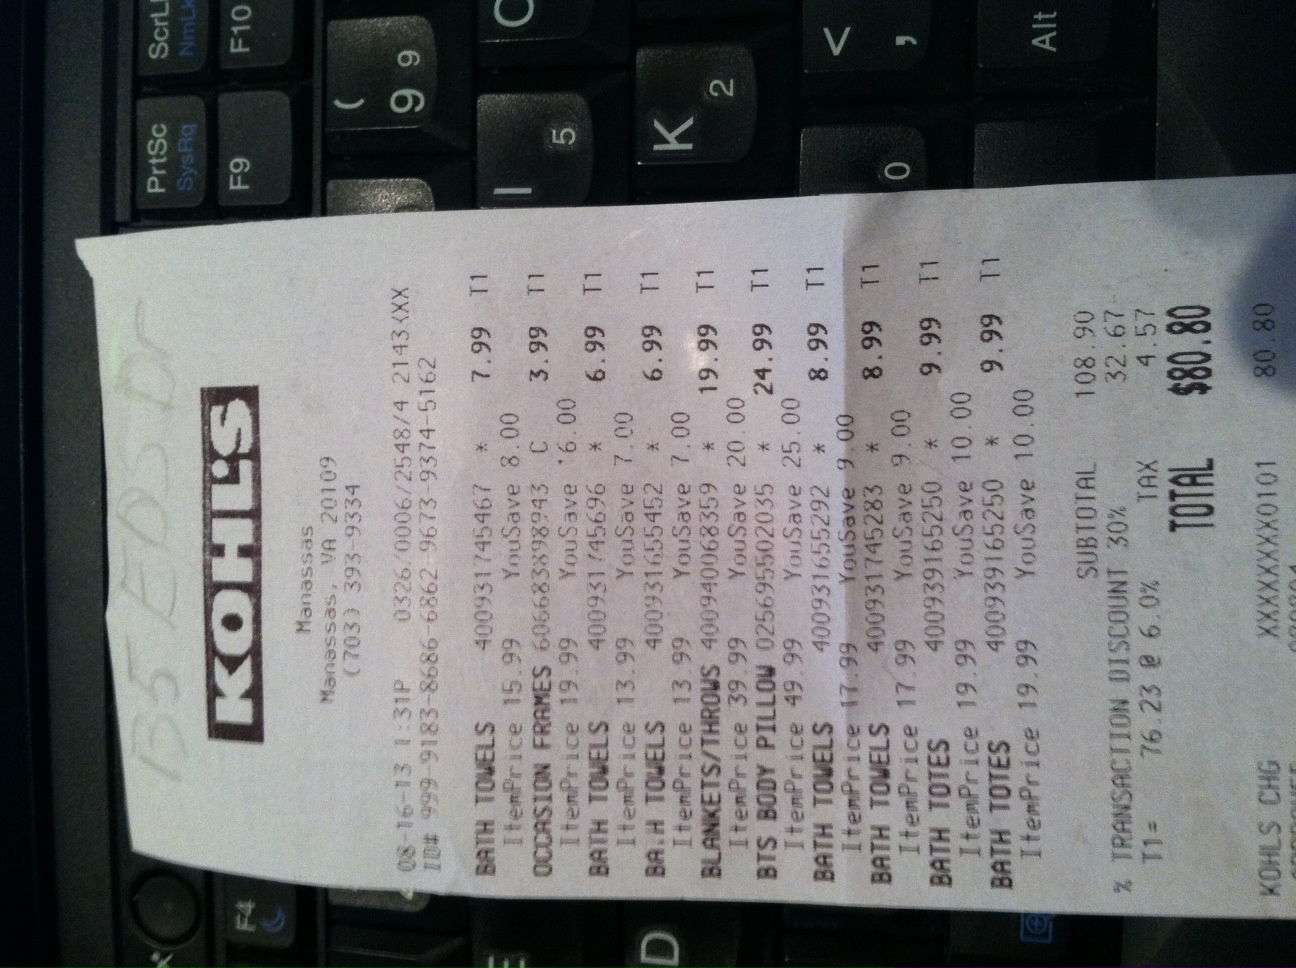 B5 EDS Dr
KOHL'S
Manassas
Manassas, VA 20109
(703) 393-9334
08-16-13 1:31P 0326/0006/2548/4 2143<XX
ID# 999-9183-8686-6862-9673-9374-5162
BATH TOWELS 400931745467 * 7.99 T1
ItemPrice 15.99 YouSave 8.00
OCCASION FRAMES 606683898943 C 3.99 T1
ItemPrice 19.99 YouSave 16.00
BATH TOWELS 400931745696 * 6.99 T1
ItemPrice 13.99 YouSave 7.00
BA.H TOWELS 400931655452 * 6.99 T1
ItemPrice 13.99 YouSave 7.00
BLANKETS/THROWS 400940068359 * 19.99 T1
ItemPrice 39.99 YouSave 20.00
BTS BODY PILLOW 025695502035 * 24.99 T1
ItemPrice 49.99 YouSave 25.00
BATH TOWELS 400931655292 * 8.99 T1
ItemPrice 17.99 YouSave 9.00
BATH TOWELS 400931745283 * 8.99 T1
ItemPrice 17.99 YouSave 9.00
BATH TOTES 400939165250 * 9.99 T1
ItemPrice 19.99 YouSave 10.00
BATH TOTES 400939165250 * 9.99 T1
ItemPrice 19.99 YouSave 10.00
SUBTOTAL 108.90
% TRANSACTION DISCOUNT 30% 32.67
T1= 76.23 @ 6.0% TAX 4.57
TOTAL $80.80
KOHLS CHG XXXXXXXX0101 80.80
F4
PrtSc
SysRq
ScrL
NmLk
F9
F10
(
9 9
E
I
5
D
K
2
0
<
,
Alt